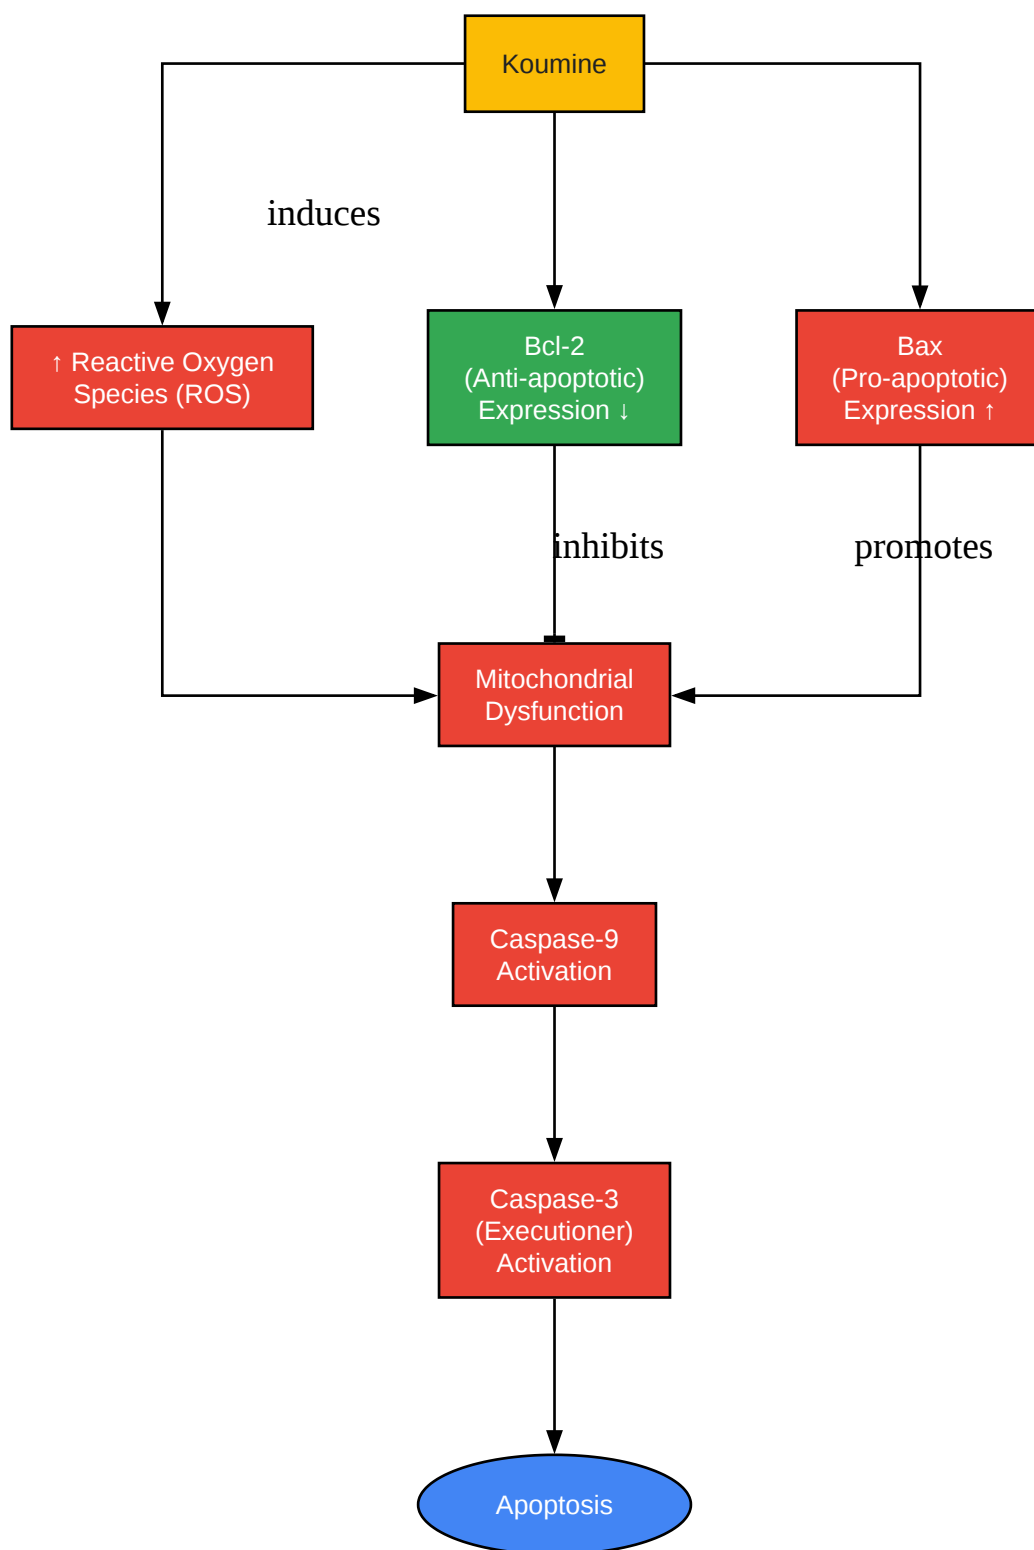 Koumine
induces
↑ Reactive Oxygen
Species (ROS)
Bcl-2
(Anti-apoptotic)
Expression ↓
Bax
(Pro-apoptotic)
Expression ↑
inhibits
promotes
Mitochondrial
Dysfunction
Caspase-9
Activation
Caspase-3
(Executioner)
Activation
Apoptosis